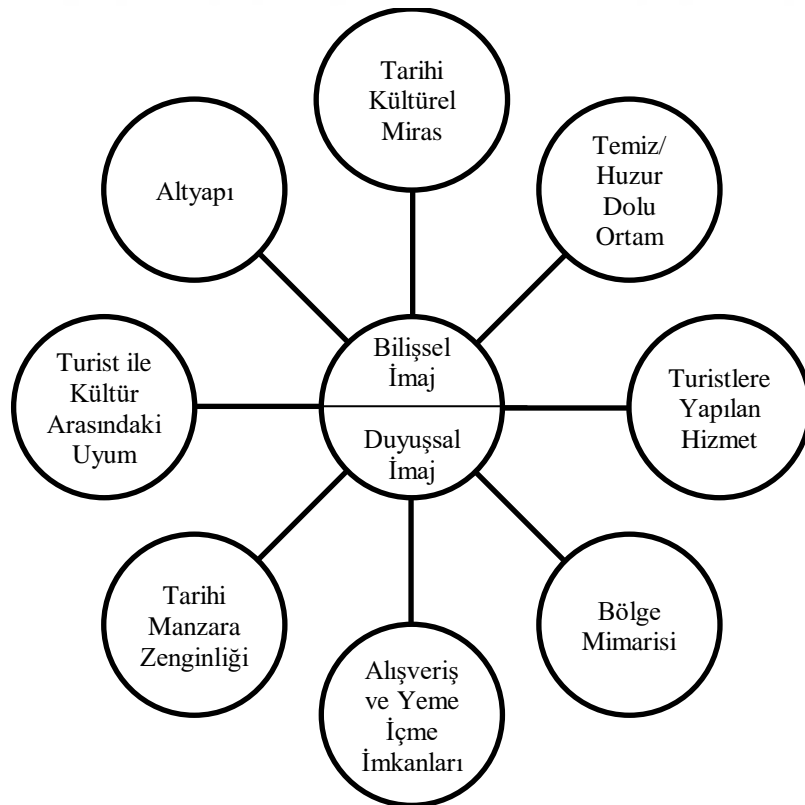 Tarihi
Kültürel
Miras
Temiz/
Huzur
Dolu
Ortam
Altyapı
Bilişsel
İmaj
Turist ile
Kültür
Arasındaki
Uyum
Turistlere
Yapılan
Hizmet
Duyuşsal
İmaj
Tarihi
Manzara
Zenginliği
Bölge
Mimarisi
Alışveriş
ve Yeme
İçme
İmkanları